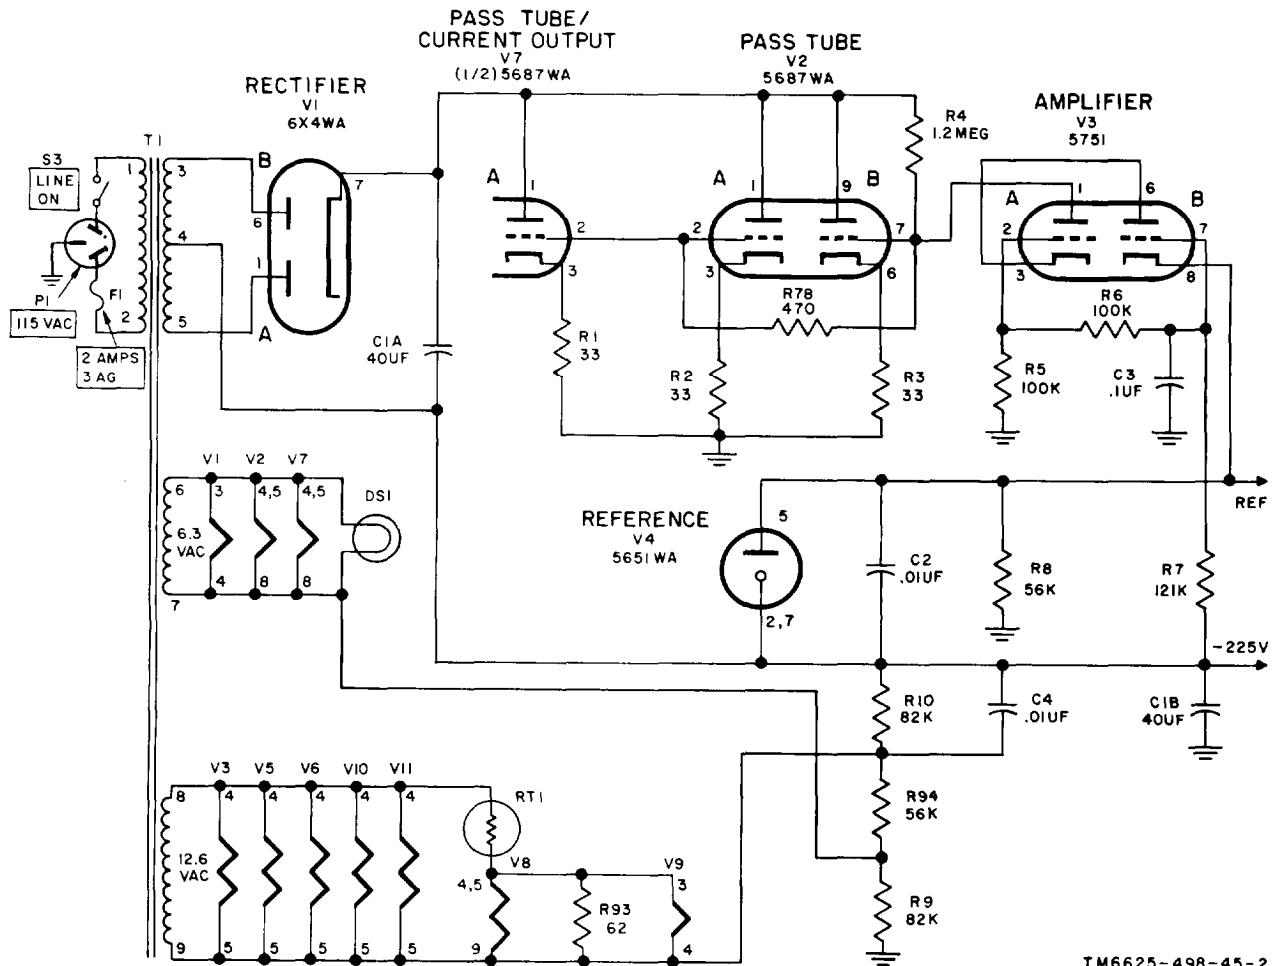 PASS TUBE/
CURRENT OUTPUT
V7
(1/2) 5687WA
PASS TUBE
V2
5687WA
RECTIFIER
V1
6X4WA
AMPLIFIER
V3
5751
R4
1.2MEG
T1
S3
LINE
ON
1
3
B
7
A
1
A
1
9
B
A
1
6
B
6
4
2
2
7
2
7
1
3
3
6
3
8
P1
115 VAC
F1
2
5
A
2 AMPS
3 AG
C1A
40UF
R1
33
R78
470
R2
33
R3
33
R6
100K
R5
100K
C3
.1UF
V1
V2
V7
6
3
4,5
4,5
DS1
6.3
VAC
4
8
8
7
REFERENCE
V4
5651WA
5
2,7
C2
.01UF
R8
56K
REF
R7
121K
-225V
R10
82K
C4
.01UF
C1B
40UF
V3
V5
V6
V10
V11
8
4
4
4
4
4
RT1
12.6
VAC
V8
4,5
R93
62
V9
3
R94
56K
R9
82K
9
5
5
5
5
5
9
4
TM6625-498-45-2